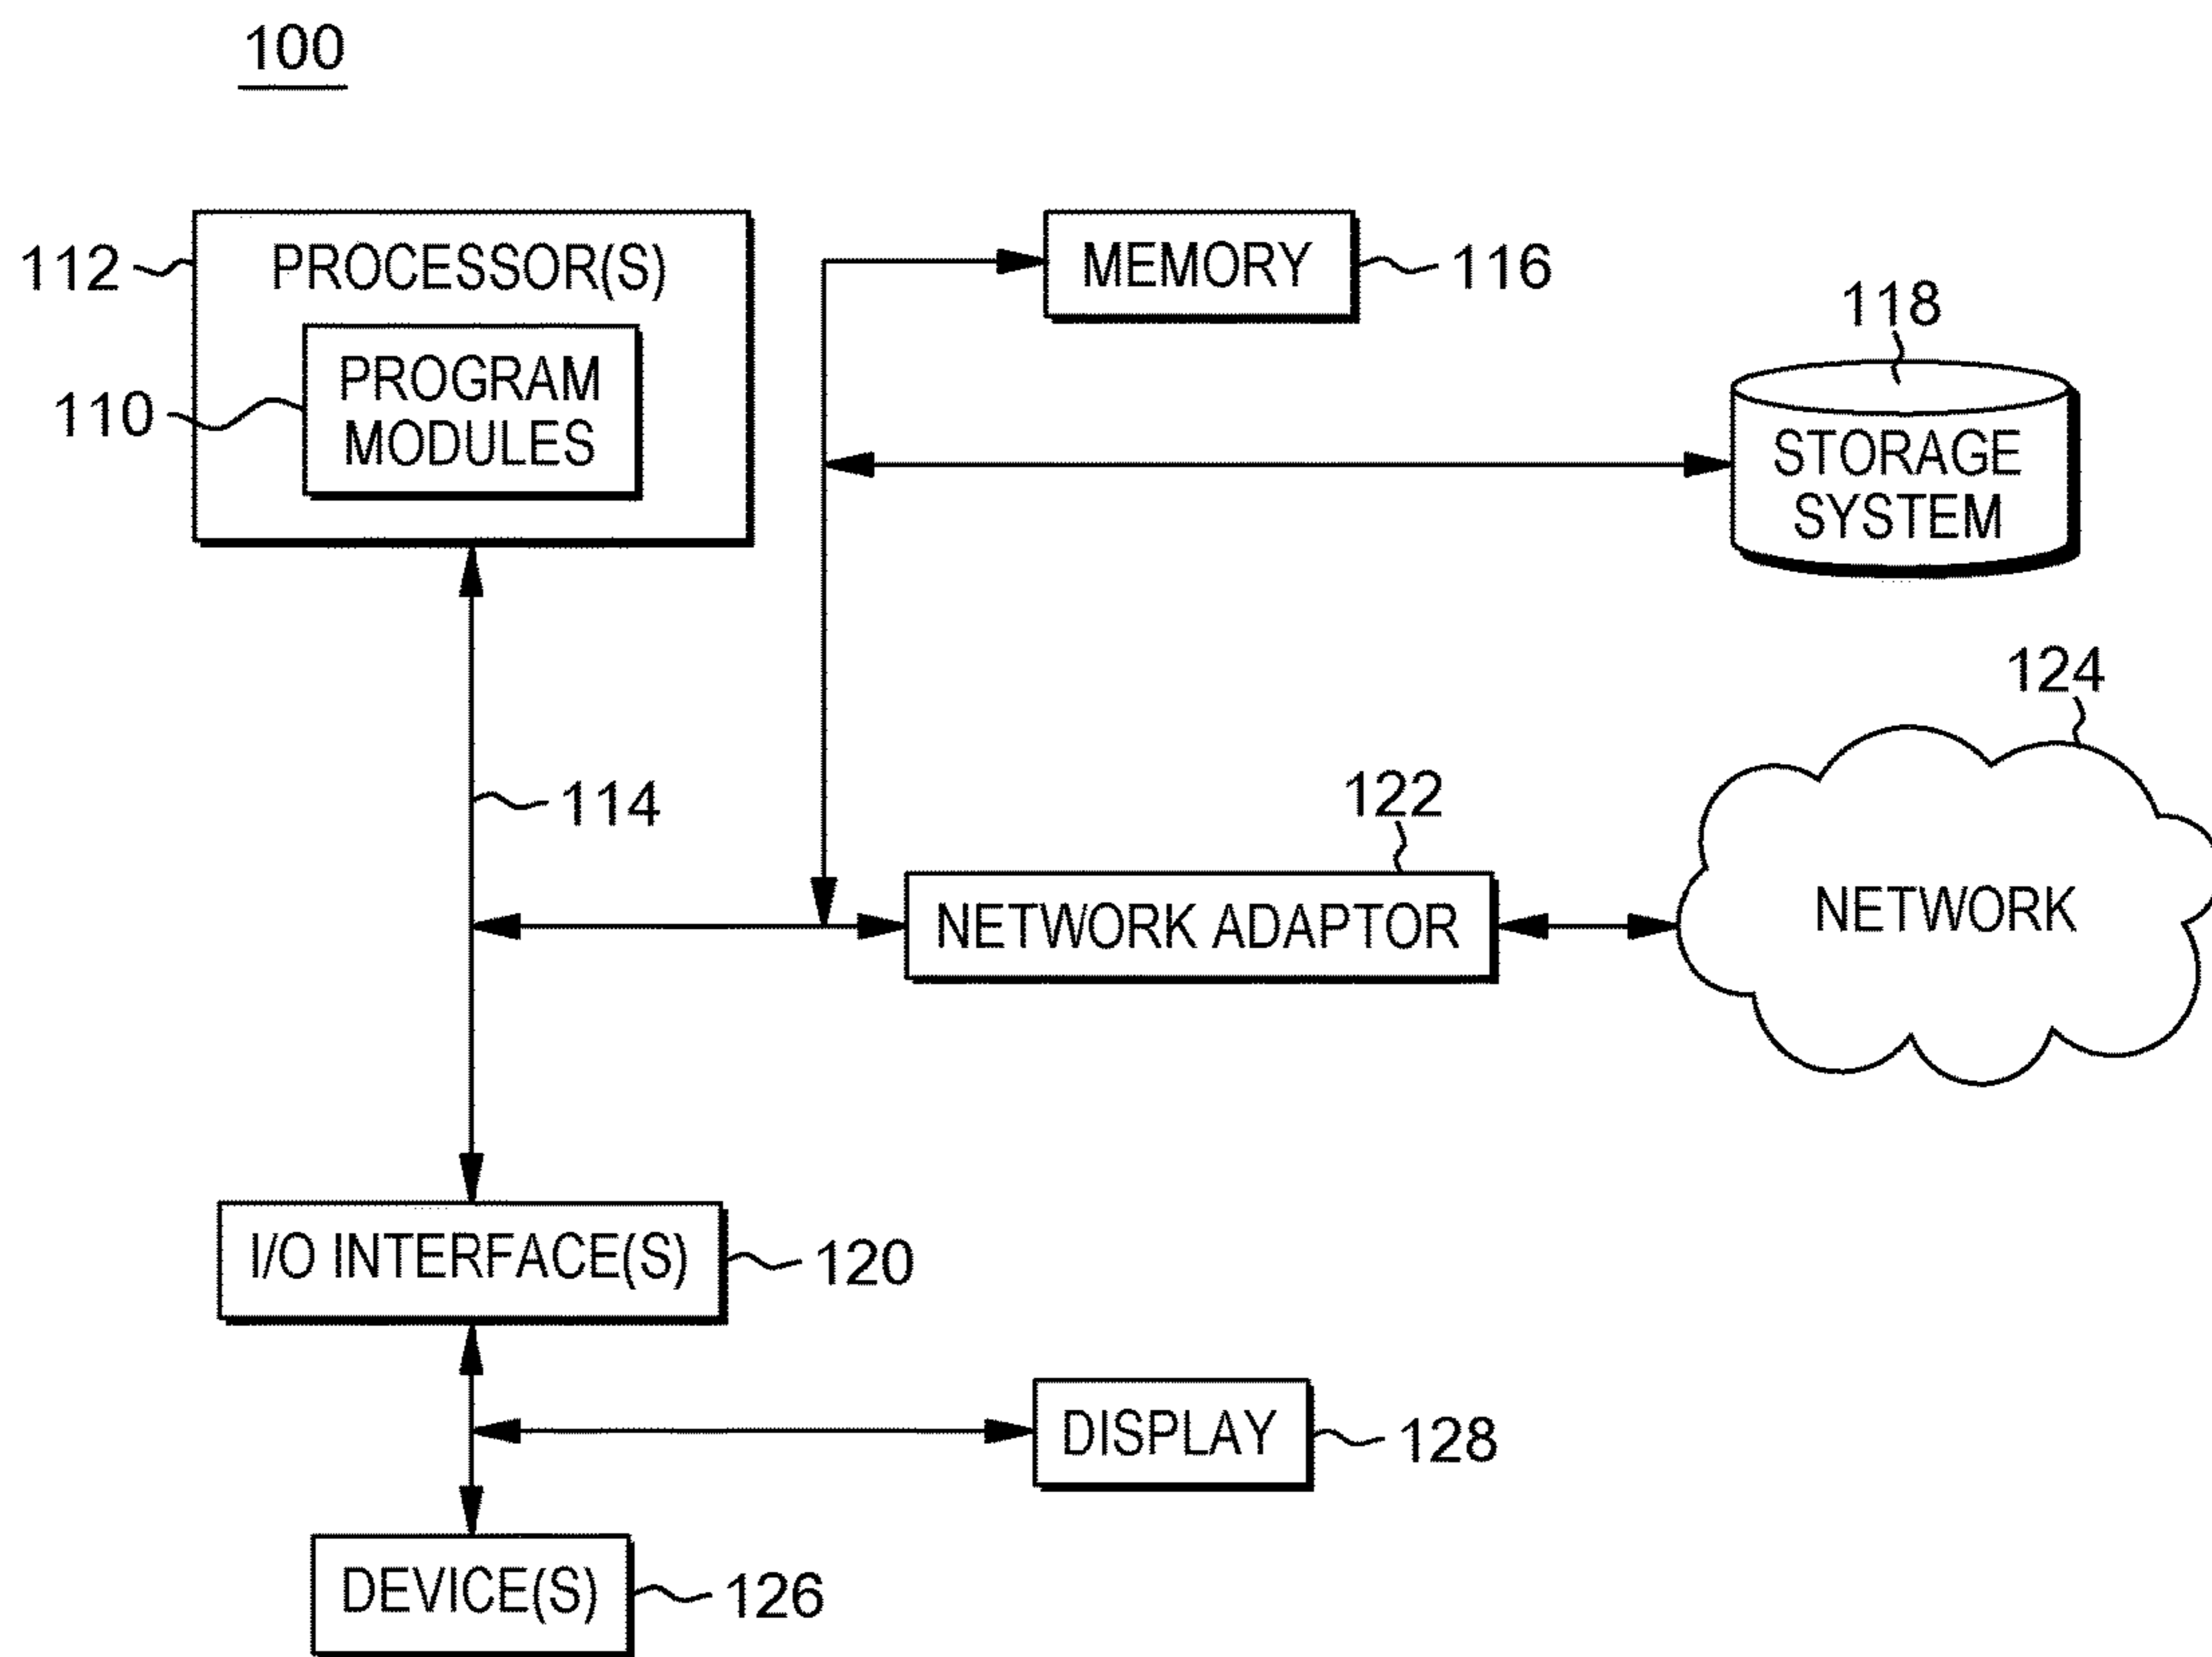 100
112
PROCESSOR(S)
110
PROGRAM
MODULES
MEMORY
116
118
STORAGE
SYSTEM
114
122
NETWORK ADAPTOR
124
NETWORK
I/O INTERFACE(S)
120
DISPLAY
128
DEVICE(S)
126